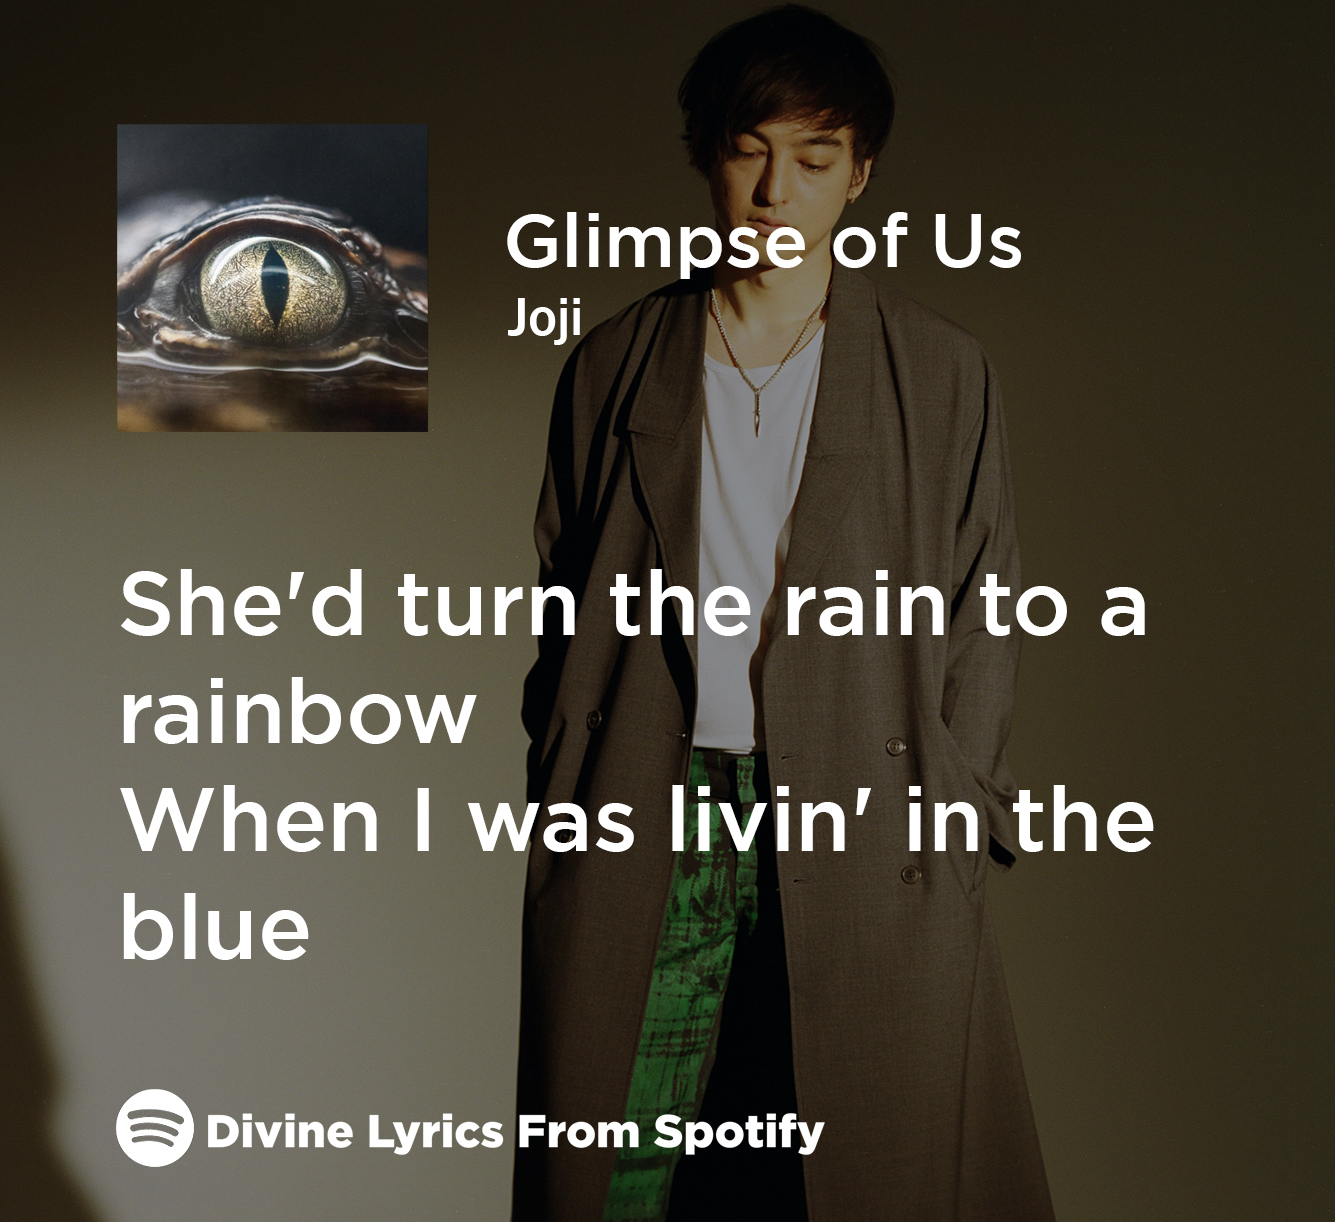 Glimpse of Us
Joji
She'd turn the rain to a
rainbow
When I was livin' in the
blue
Divine Lyrics From Spotify